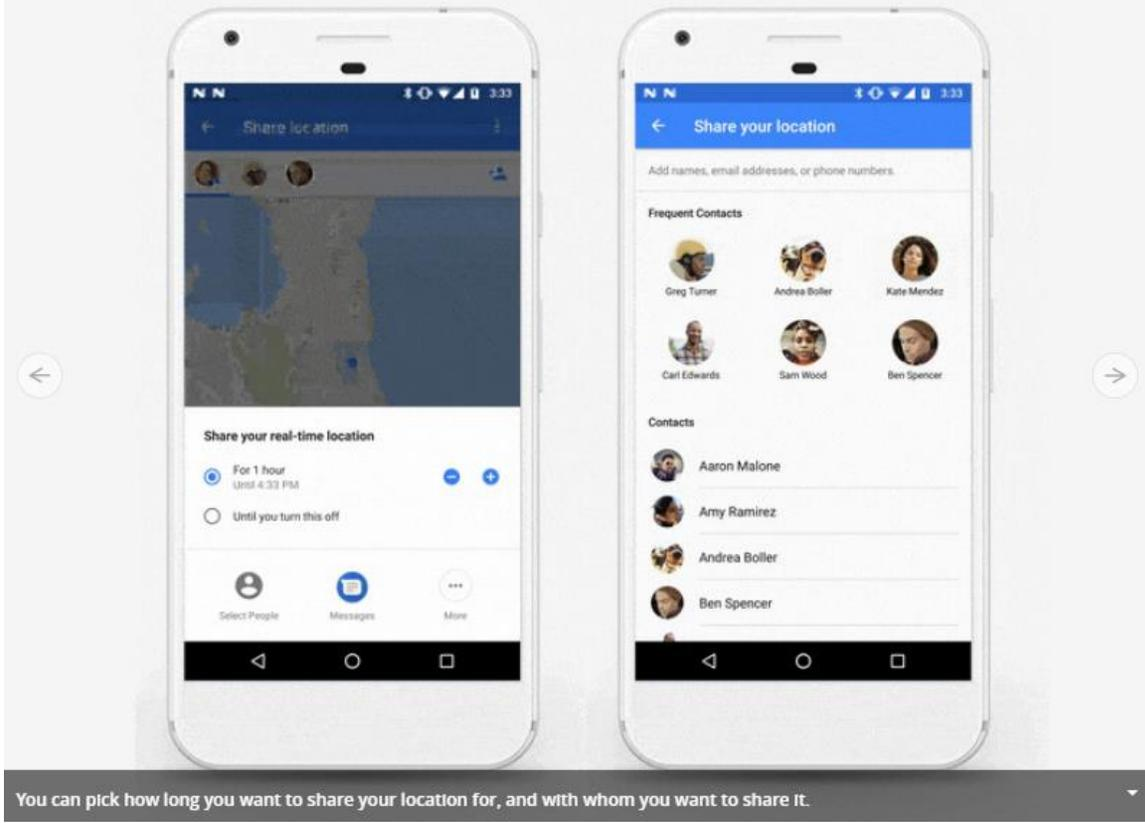 N N 3:33
Share location
Share your real-time location
For 1 hour
Until 4:33 PM
Until you turn this off
Select People Messages More
N N 3:33
Share your location
Add names, email addresses, or phone numbers.
Frequent Contacts
Greg Turner Andrea Boller Kate Mendez
Carl Edwards Sam Wood Ben Spencer
Contacts
Aaron Malone
Amy Ramirez
Andrea Boller
Ben Spencer
You can pick how long you want to share your location for, and with whom you want to share it.